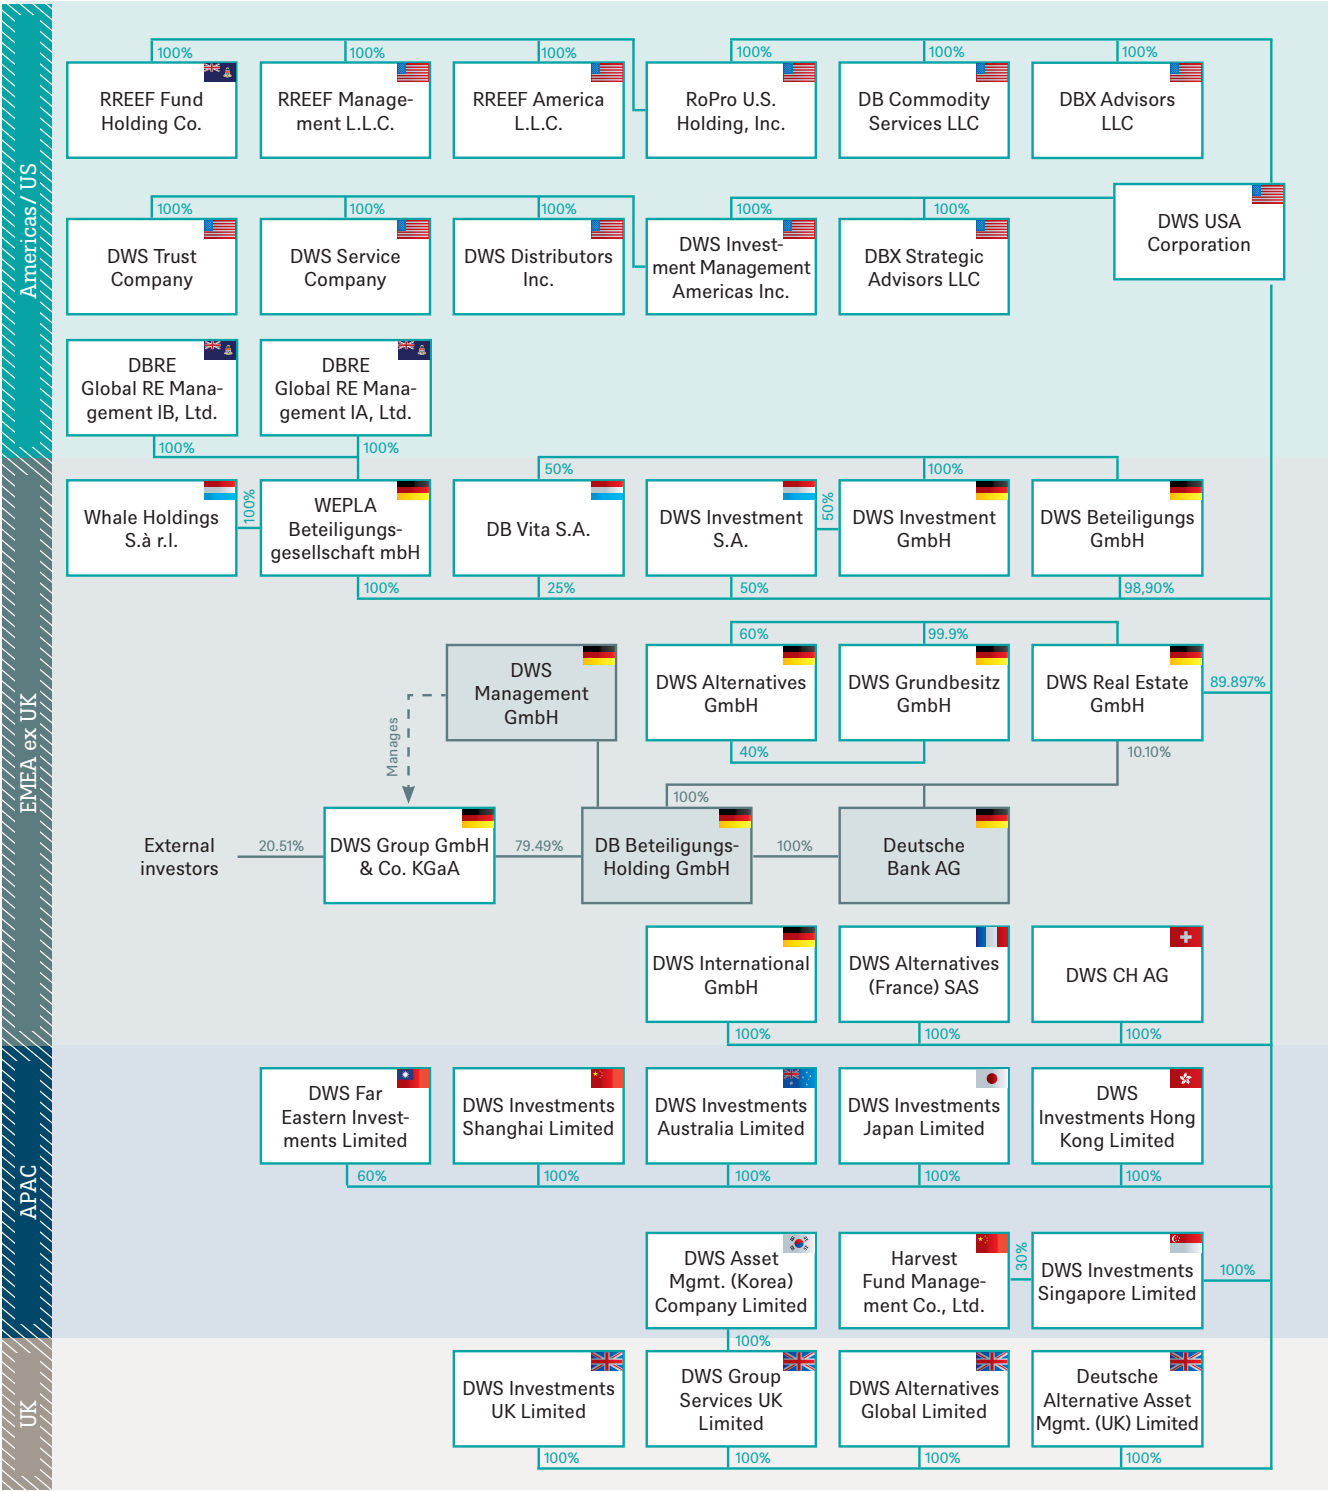 Americas/ US
100%
100%
100%
100%
100%
100%
RREEF Fund
Holding Co.
RREEF Manage-
ment L.L.C.
RREEF America
L.L.C.
RoPro U.S.
Holding, Inc.
DB Commodity
Services LLC
DBX Advisors
LLC
DWS USA
Corporation
100%
100%
100%
100%
100%
DWS Trust
Company
DWS Service
Company
DWS Distributors
Inc.
DWS Invest-
ment Management
Americas Inc.
DBX Strategic
Advisors LLC
DBRE
Global RE Mana-
gement IB, Ltd.
DBRE
Global RE Mana-
gement IA, Ltd.
100%
100%
EMEA ex UK
50%
100%
Whale Holdings
S.à r.l.
100%
WEPLA
Beteiligungs-
gesellschaft mbH
DB Vita S.A.
DWS Investment
S.A.
50%
DWS Investment
GmbH
DWS Beteiligungs
GmbH
100%
25%
50%
98,90%
60%
99.9%
DWS
Management
GmbH
DWS Alternatives
GmbH
DWS Grundbesitz
GmbH
DWS Real Estate
GmbH
89.897%
Manages
40%
10.10%
100%
External
investors
20.51%
DWS Group GmbH
& Co. KGaA
79.49%
DB Beteiligungs-
Holding GmbH
100%
Deutsche
Bank AG
DWS International
GmbH
DWS Alternatives
(France) SAS
DWS CH AG
100%
100%
100%
APAC
DWS Far
Eastern Invest-
ments Limited
DWS Investments
Shanghai Limited
DWS Investments
Australia Limited
DWS Investments
Japan Limited
DWS
Investments Hong
Kong Limited
60%
100%
100%
100%
100%
DWS Asset
Mgmt. (Korea)
Company Limited
Harvest
Fund Manage-
ment Co., Ltd.
30%
DWS Investments
Singapore Limited
100%
100%
UK
DWS Investments
UK Limited
DWS Group
Services UK
Limited
DWS Alternatives
Global Limited
Deutsche
Alternative Asset
Mgmt. (UK) Limited
100%
100%
100%
100%